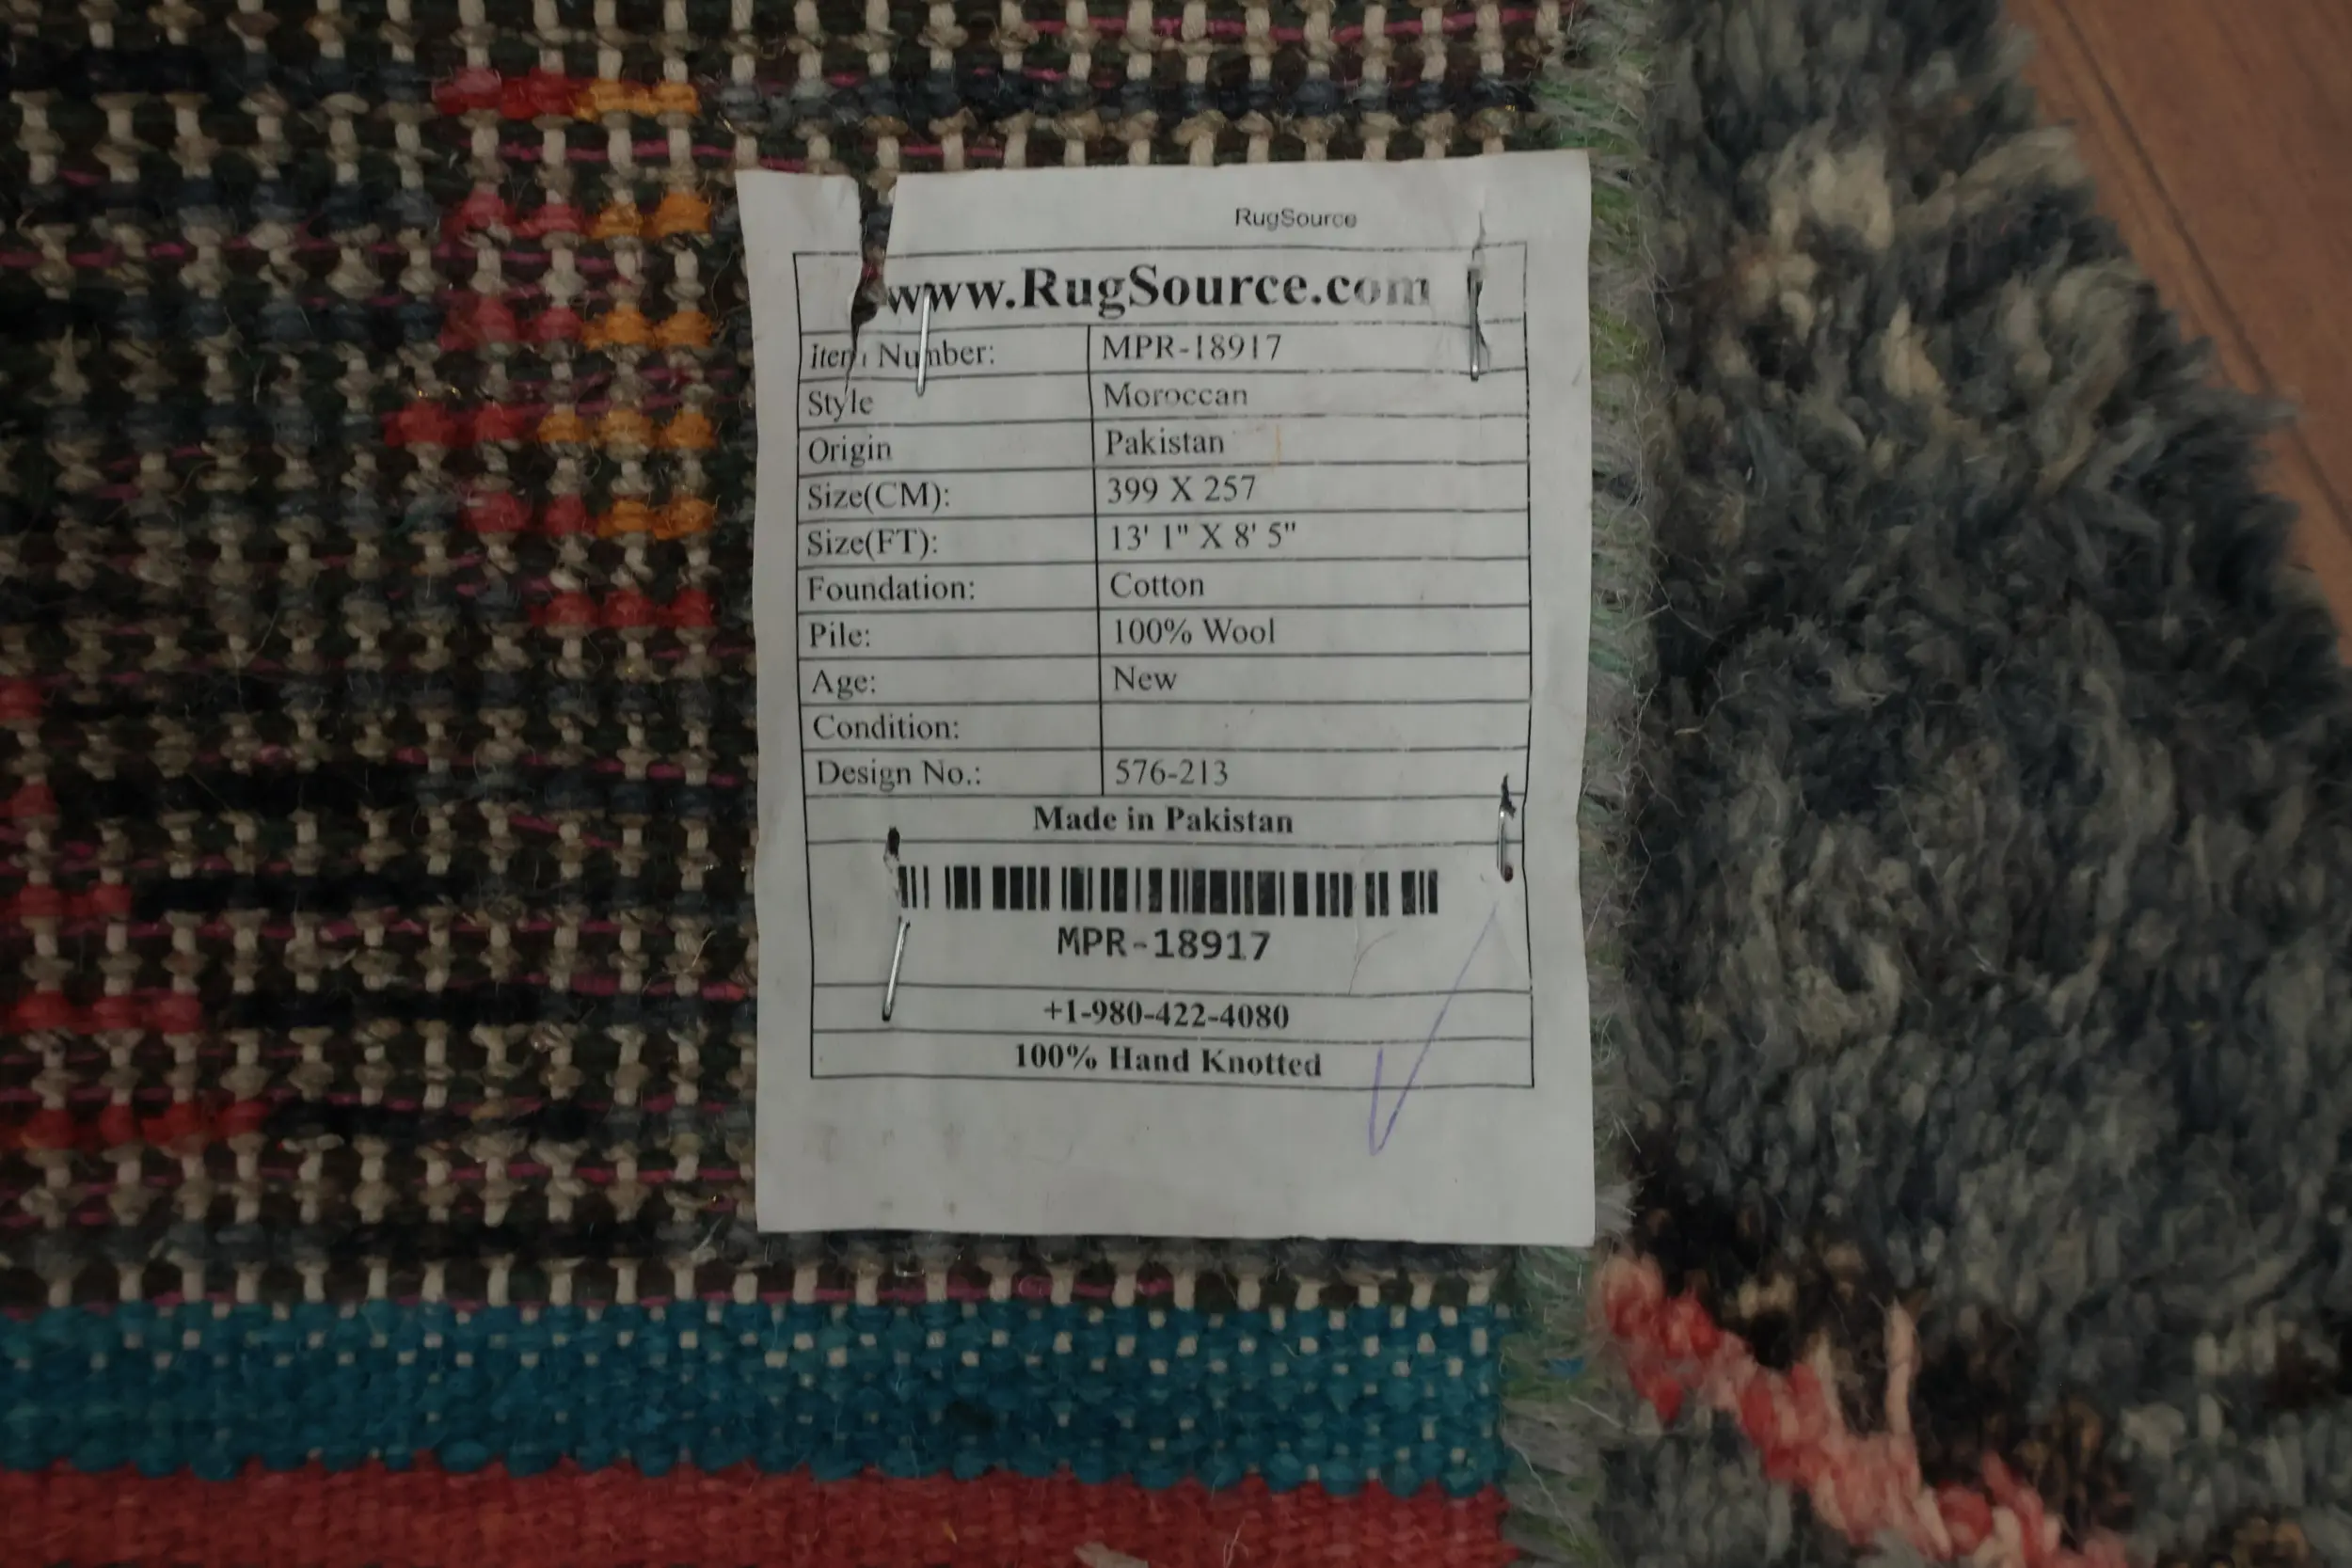 RugSource
www.RugSource.com
Item Number: MPR-18917
Style Moroccan
Origin Pakistan
Size(CM): 399 X 257
Size(FT): 13' 1" X 8' 5"
Foundation: Cotton
Pile: 100% Wool
Age: New
Condition:
Design No.: 576-213
Made in Pakistan
MPR-18917
+1-980-422-4080
100% Hand Knotted